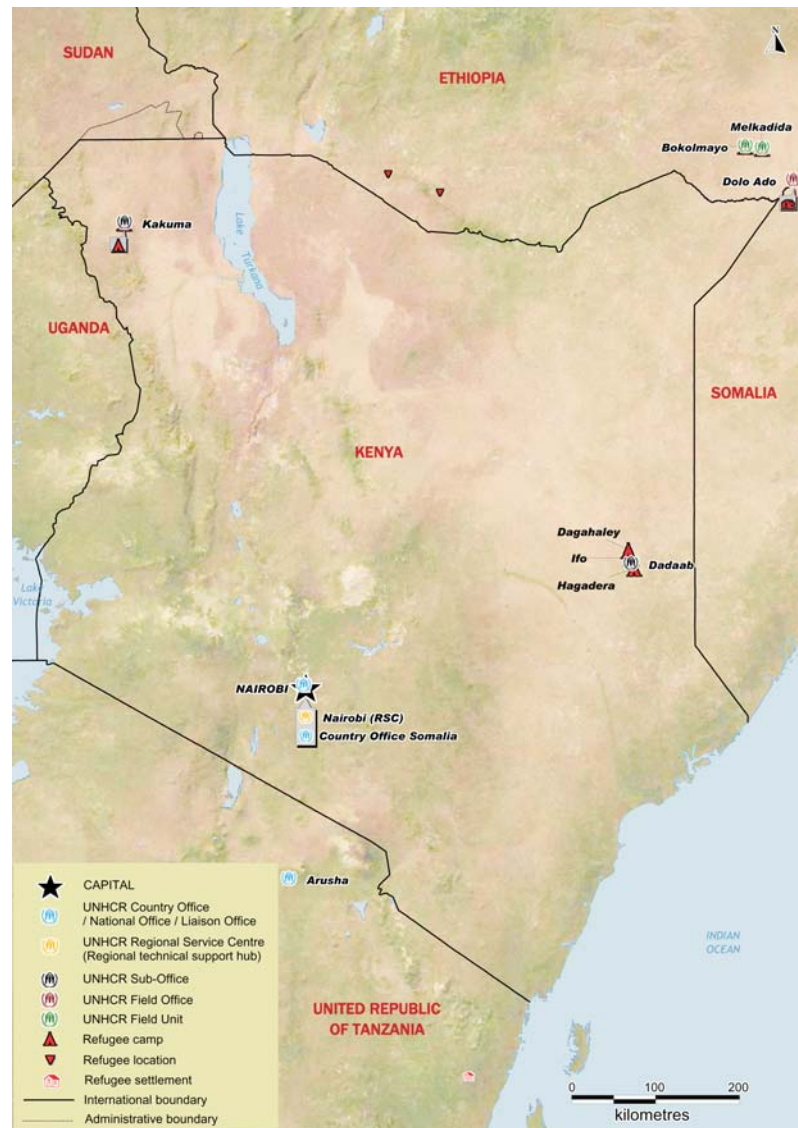 N
SUDAN
ETHIOPIA
Melkadida
Bokolmayo
Dolo Ado
Kakuma
Lake
Turkana
UGANDA
SOMALIA
KENYA
Dagahaley
Ifo
Dadaab
Hagadera
Lake
Victoria
NAIROBI
Nairobi (RSC)
Country Office Somalia
Arusha
INDIAN
OCEAN
UNITED REPUBLIC
OF TANZANIA
CAPITAL
UNHCR Country Office
/ National Office / Liaison Office
UNHCR Regional Service Centre
(Regional technical support hub)
UNHCR Sub-Office
UNHCR Field Office
UNHCR Field Unit
Refugee camp
Refugee location
Refugee settlement
International boundary
Administrative boundary
0 100 200
kilometres